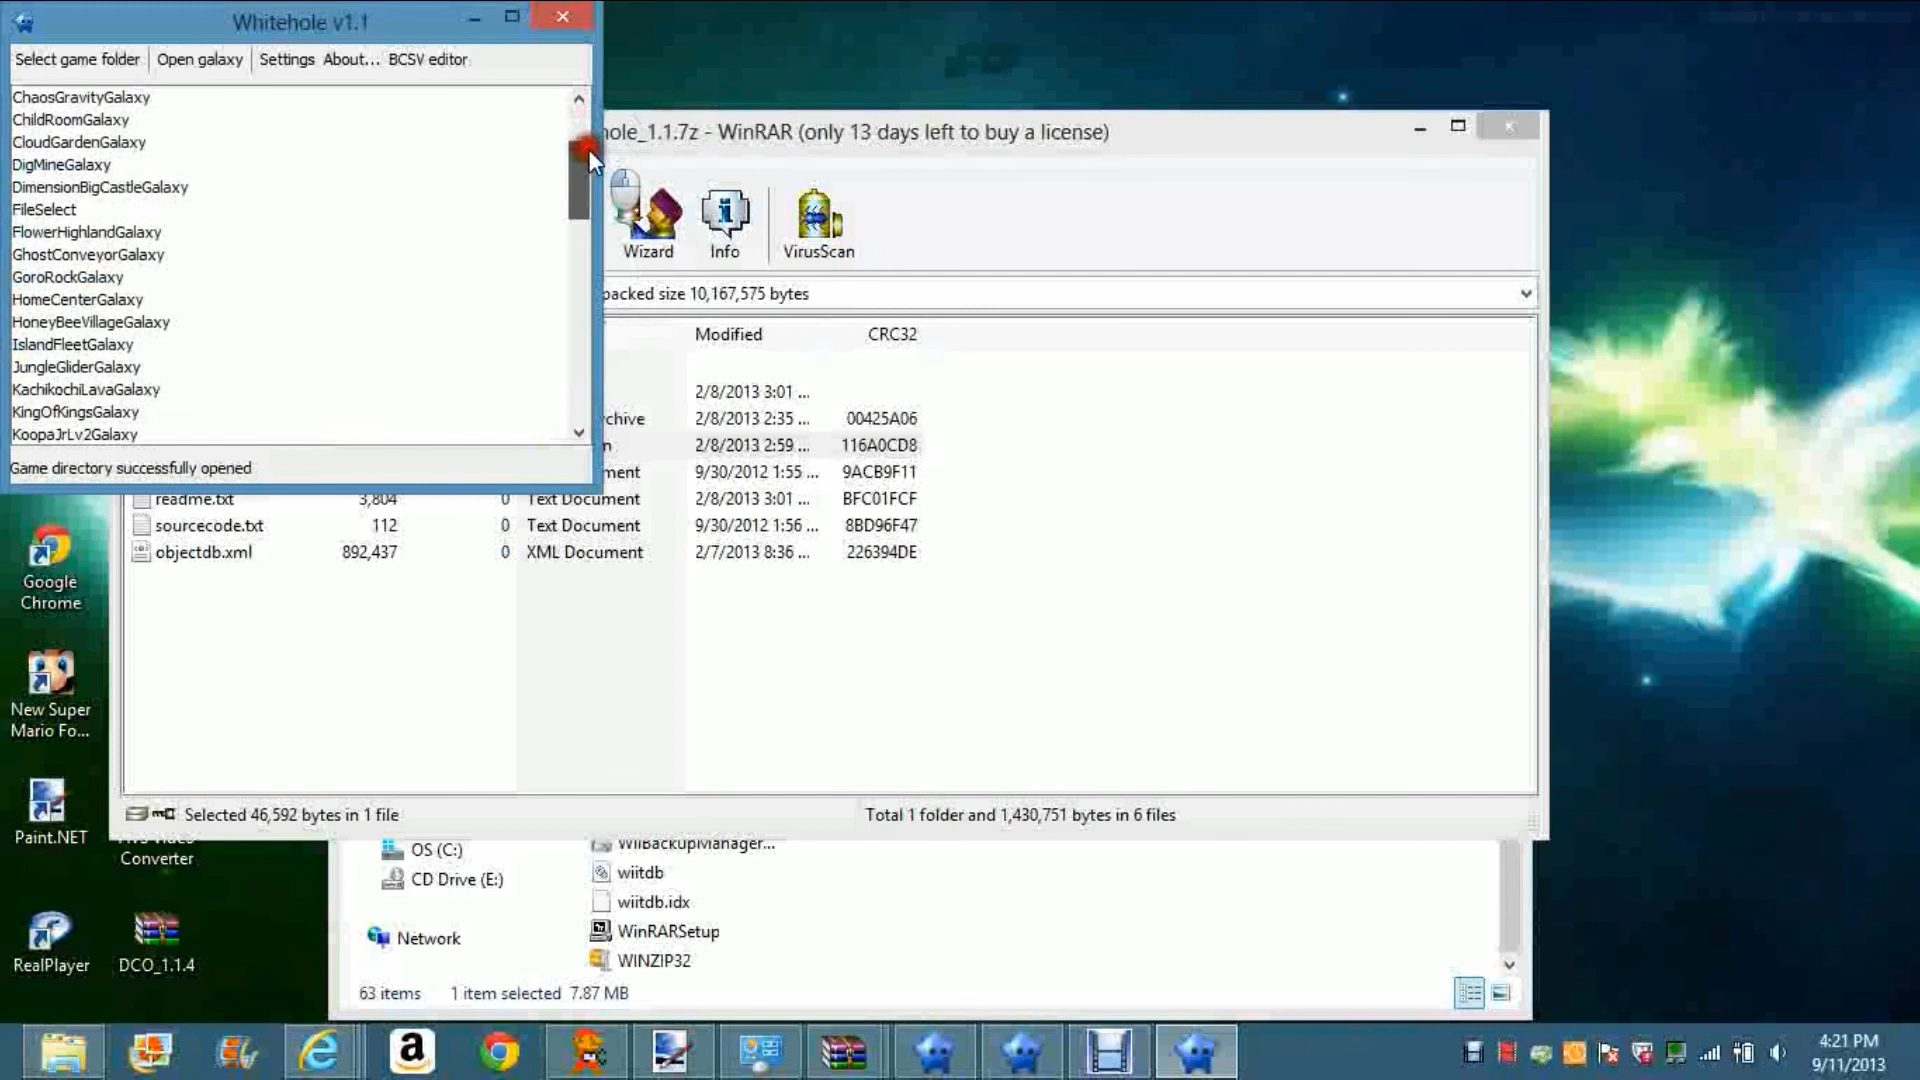 Whitehole v1.1
Select game folder Open galaxy Settings About... BCSV editor
ChaosGravityGalaxy
ChildRoomGalaxy
CloudGardenGalaxy
DigMineGalaxy
DimensionBigCastleGalaxy
FileSelect
FlowerHighlandGalaxy
GhostConveyorGalaxy
GoroRockGalaxy
HomeCenterGalaxy
HoneyBeeVillageGalaxy
IslandFleetGalaxy
JungleGliderGalaxy
KachikochiLavaGalaxy
KingOfKingsGalaxy
KoopaJrLv2Galaxy
Game directory successfully opened
hole_1.1.7z - WinRAR (only 13 days left to buy a license)
Wizard Info VirusScan
packed size 10,167,575 bytes
Modified CRC32
2/8/2013 3:01 ...
rchive 2/8/2013 2:35 ... 00425A06
n 2/8/2013 2:59 ... 116A0CD8
ment 9/30/2012 1:55 ... 9ACB9F11
readme.txt 3,804 0 Text Document 2/8/2013 3:01 ... BFC01FCF
sourcecode.txt 112 0 Text Document 9/30/2012 1:56 ... 8BD96F47
objectdb.xml 892,437 0 XML Document 2/7/2013 8:36 ... 226394DE
Selected 46,592 bytes in 1 file Total 1 folder and 1,430,751 bytes in 6 files
Google
Chrome
New Super
Mario Fo...
Paint.NET
Converter
RealPlayer
DCO_1.1.4
OS (C:)
CD Drive (E:)
Network
WiiBackupManager...
wiitdb
wiitdb.idx
WinRARSetup
WINZIP32
63 items 1 item selected 7.87 MB
4:21 PM
9/11/2013